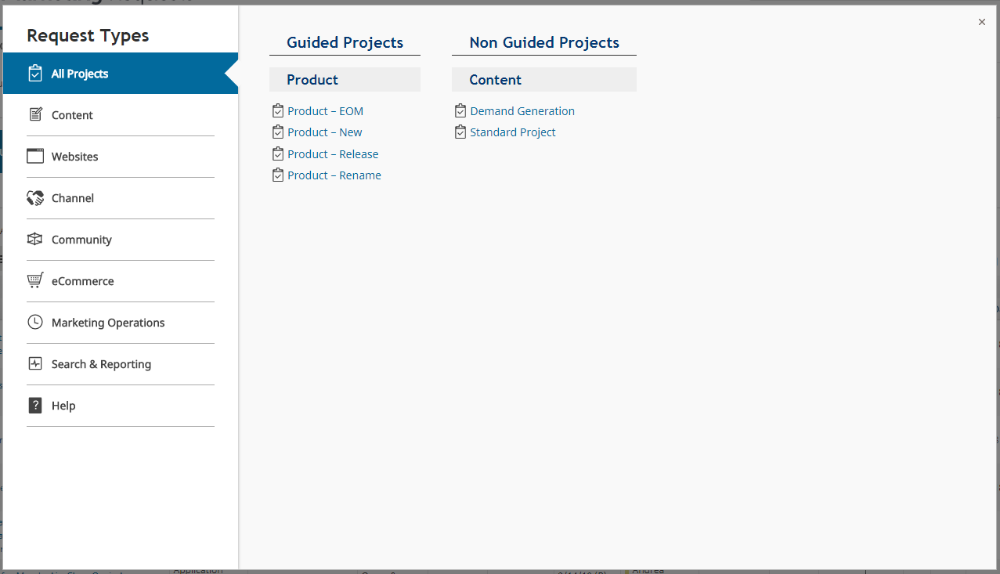 Request Types
All Projects
Content
Websites
Channel
Community
eCommerce
Marketing Operations
Search & Reporting
Help
×
Guided Projects
Product
Product – EOM
Product – New
Product – Release
Product – Rename
Non Guided Projects
Content
Demand Generation
Standard Project